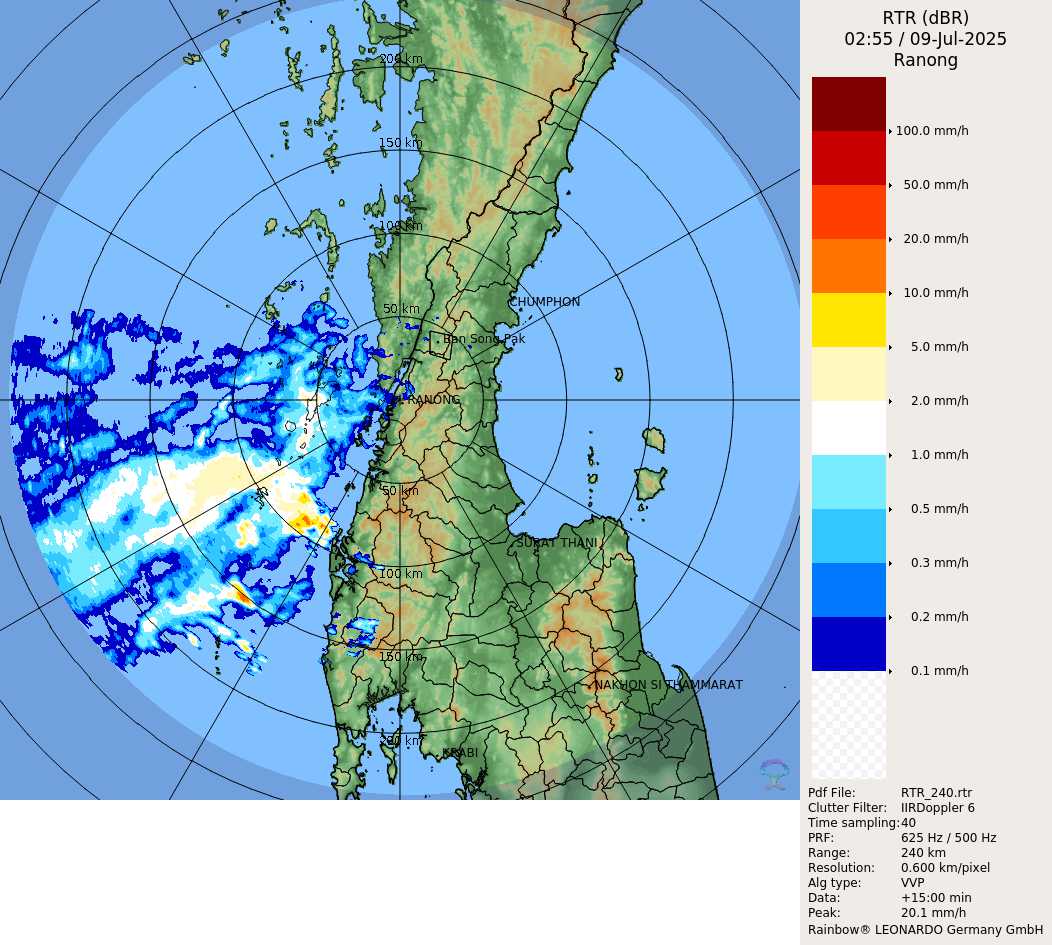 RTR (dBR)
02:55 / 09-Jul-2025
Ranong
200 km
150 km
100 km
50 km
CHUMPHON
Ban Song Pak
RANONG
50 km
SURAT THANI
100 km
150 km
NAKHON SI THAMMARAT
200 km
KRABI
100.0 mm/h
50.0 mm/h
20.0 mm/h
10.0 mm/h
5.0 mm/h
2.0 mm/h
1.0 mm/h
0.5 mm/h
0.3 mm/h
0.2 mm/h
0.1 mm/h
Pdf File: RTR_240.rtr
Clutter Filter: IIRDoppler 6
Time sampling: 40
PRF: 625 Hz / 500 Hz
Range: 240 km
Resolution: 0.600 km/pixel
Alg type: VVP
Data: +15:00 min
Peak: 20.1 mm/h
Rainbow® LEONARDO Germany GmbH